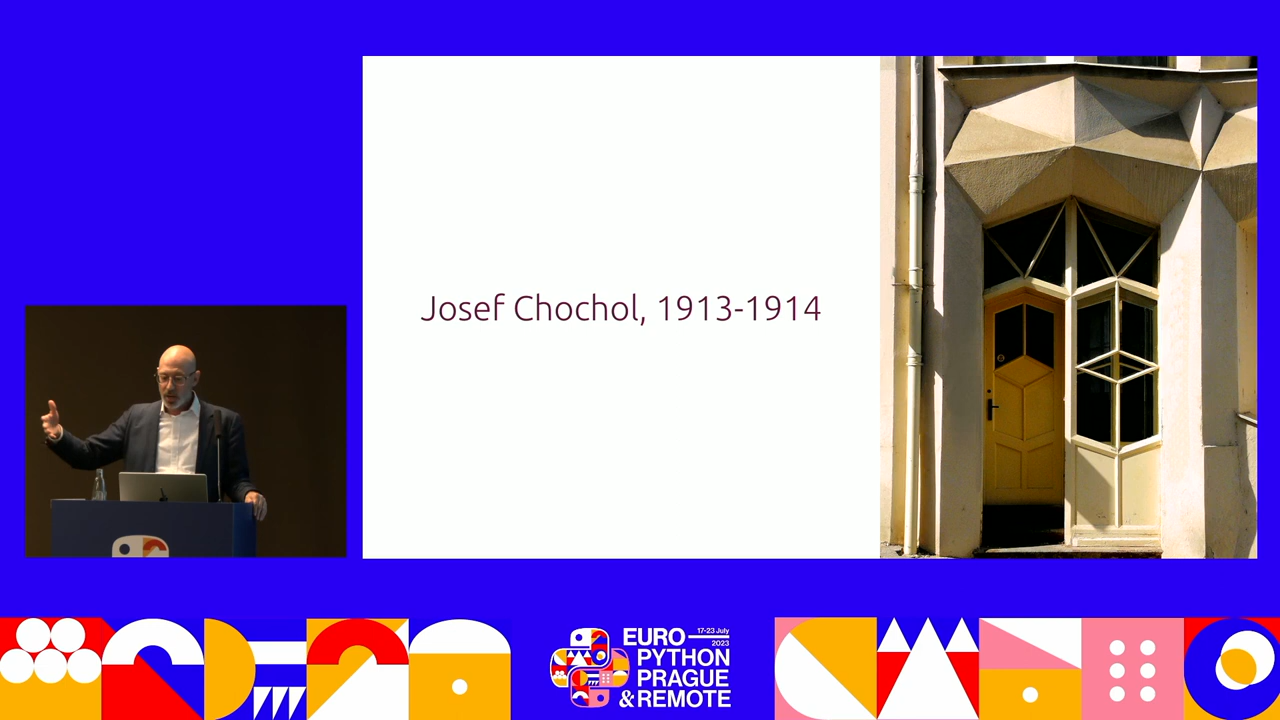 Josef Chochol, 1913-1914
EURO
17-23 July
2023
PYTHON
PRAGUE
& REMOTE